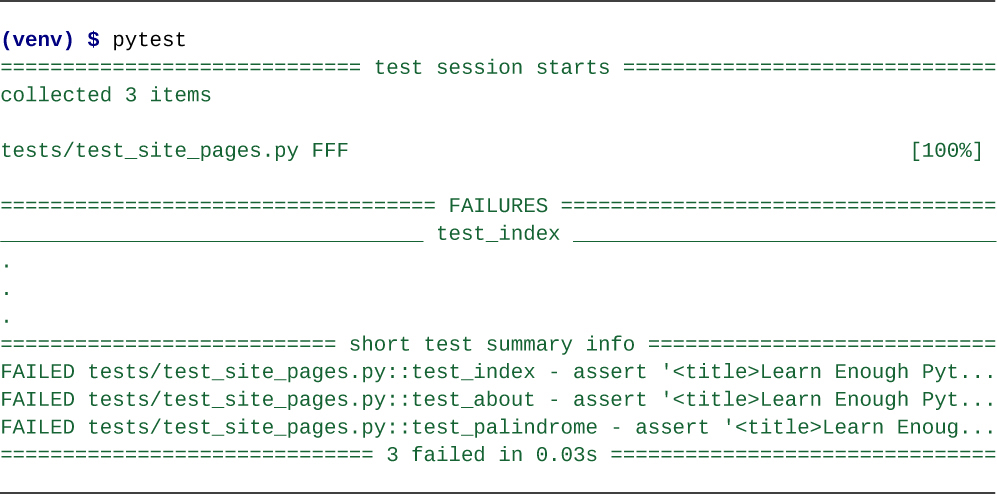 (venv) $ pytest
============================= test session starts ==============================
collected 3 items
tests/test_site_pages.py FFF [100%]
=================================== FAILURES ===================================
__________________________________ test_index __________________________________
.
.
.
=========================== short test summary info ============================
FAILED tests/test_site_pages.py::test_index - assert '<title>Learn Enough Pyt...
FAILED tests/test_site_pages.py::test_about - assert '<title>Learn Enough Pyt...
FAILED tests/test_site_pages.py::test_palindrome - assert '<title>Learn Enoug...
============================== 3 failed in 0.03s ===============================